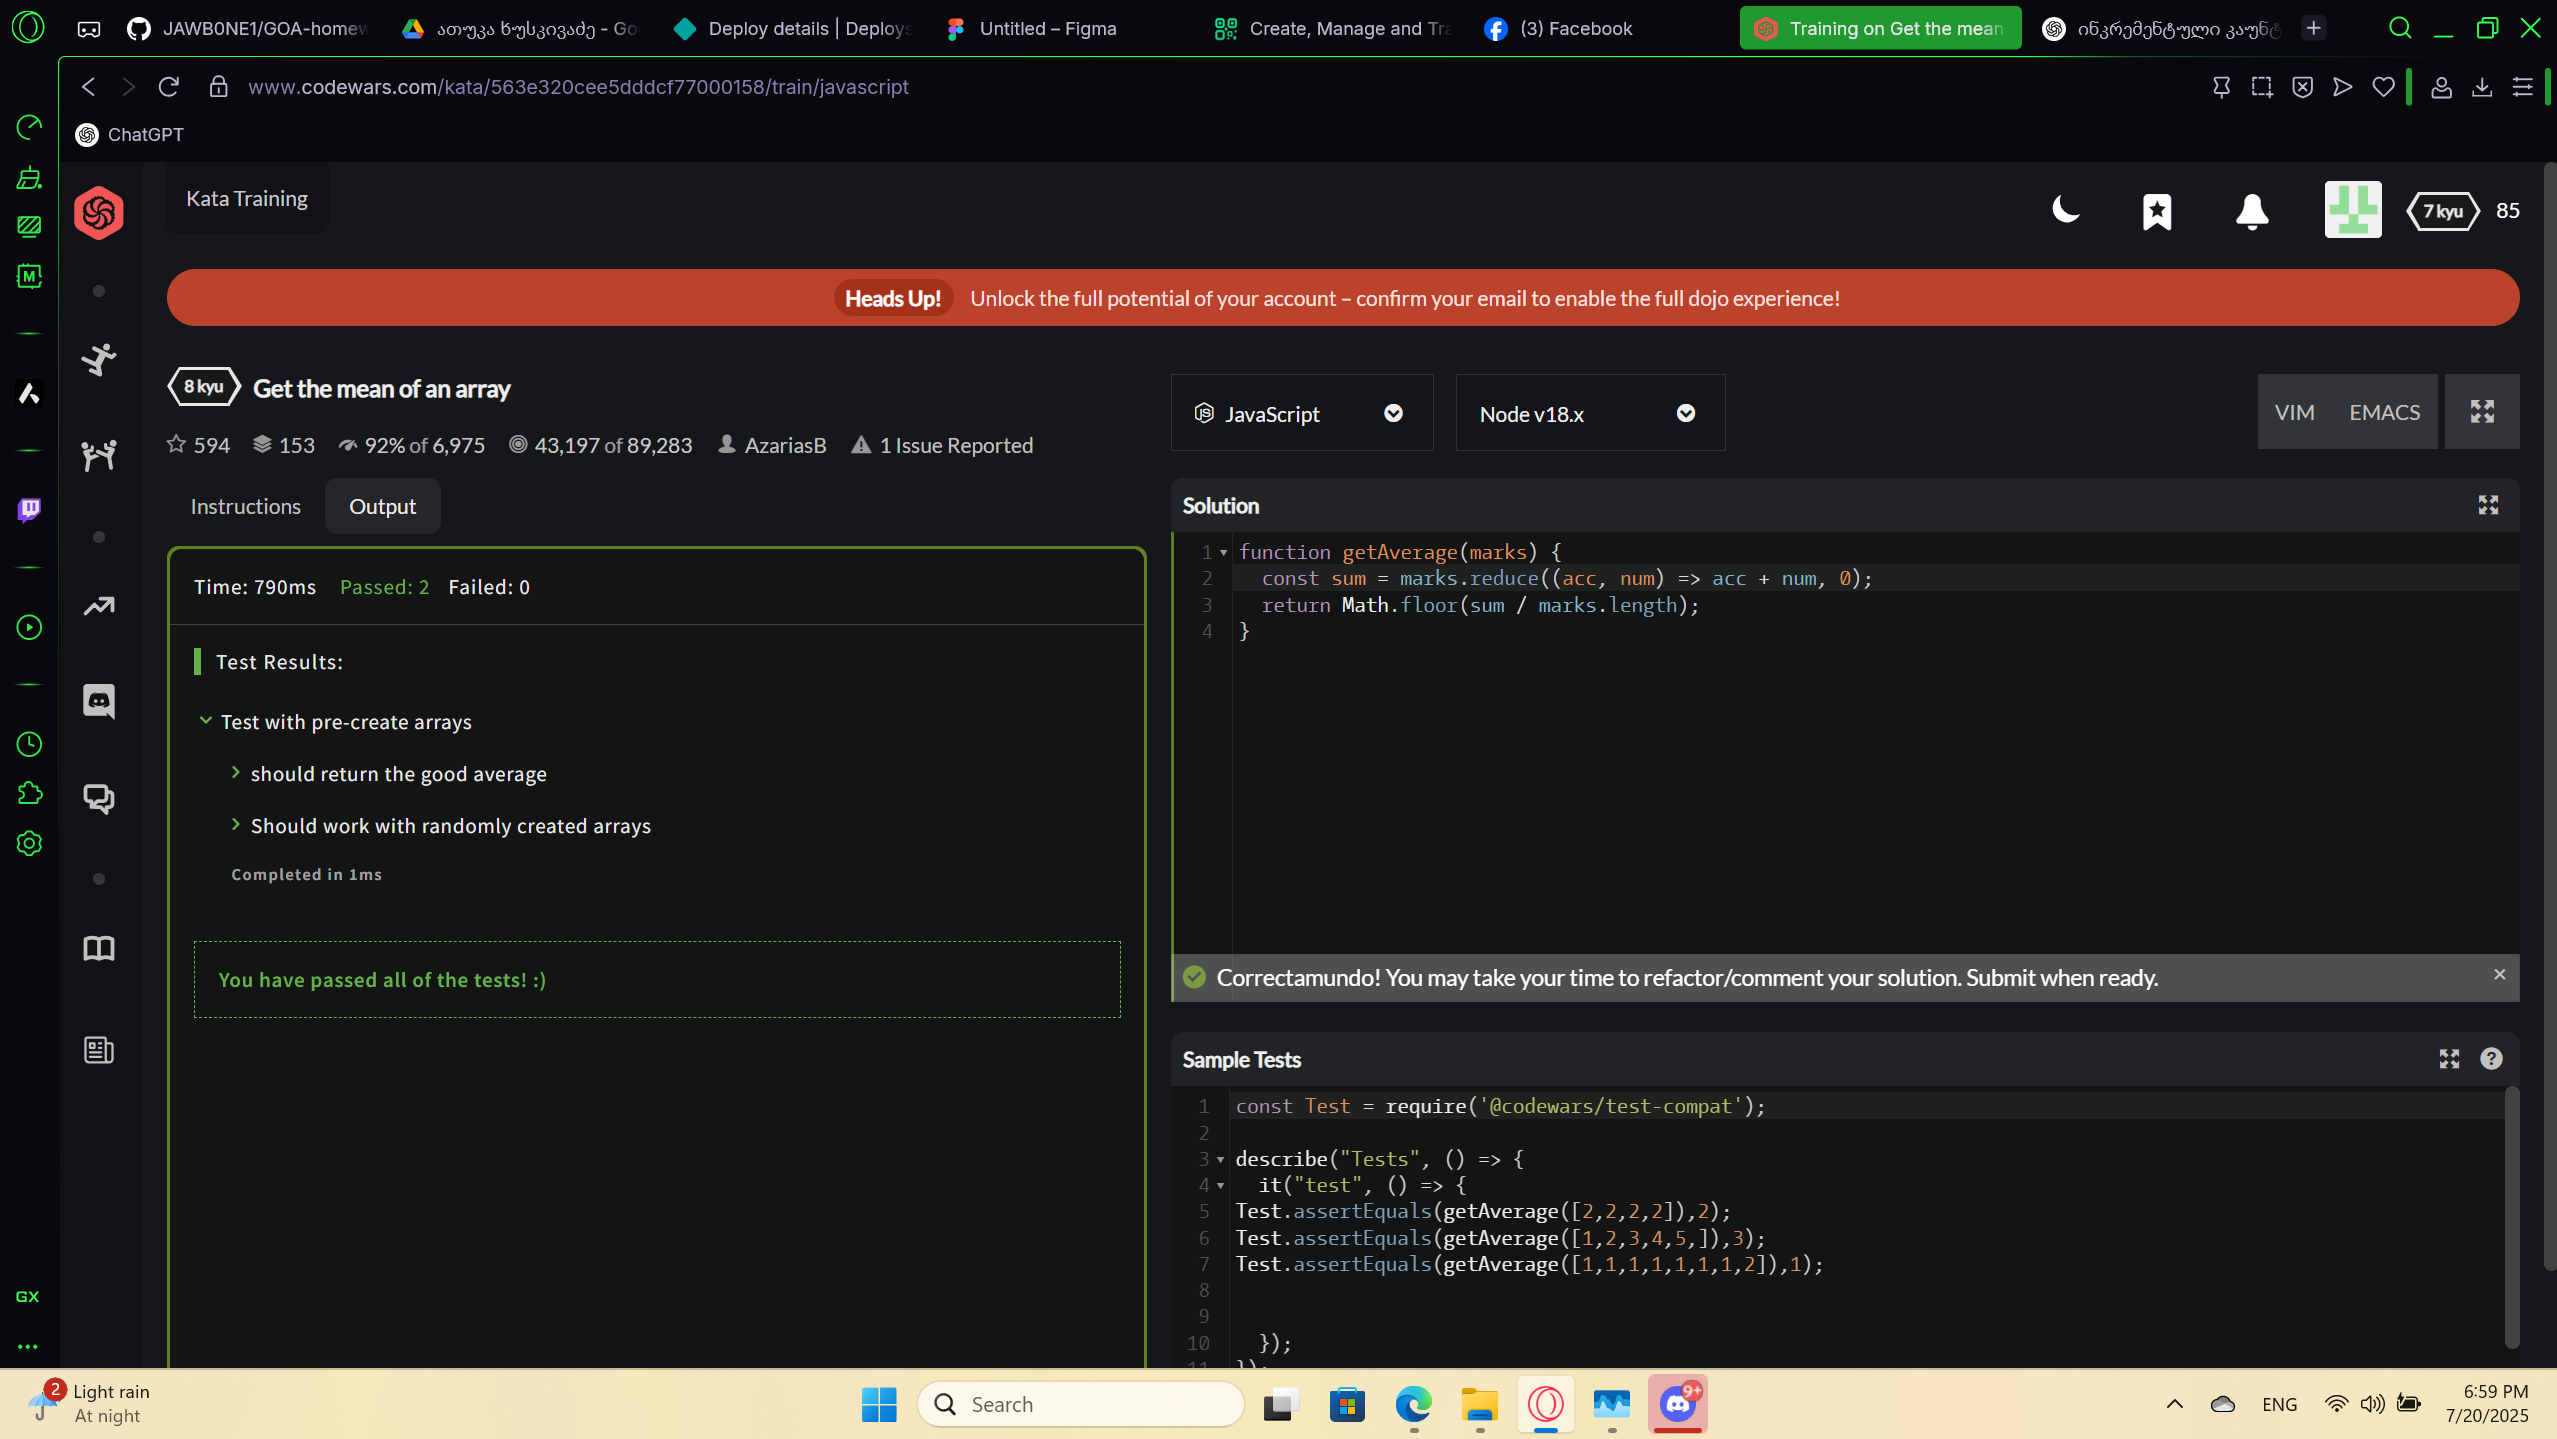 JAWB0NE1/GOA-homew
ათუკა ხუსკივაძე - Go
Deploy details | Deploys
Untitled – Figma
Create, Manage and Tra
(3) Facebook
Training on Get the mean
ინკრემენტული კაუნტ
www.codewars.com/kata/563e320cee5dddcf77000158/train/javascript
ChatGPT
Kata Training
7 kyu
85
Heads Up!
Unlock the full potential of your account – confirm your email to enable the full dojo experience!
8 kyu
Get the mean of an array
594
153
92% of 6,975
43,197 of 89,283
AzariasB
1 Issue Reported
JavaScript
Node v18.x
VIM
EMACS
Instructions
Output
Time: 790ms Passed: 2 Failed: 0
Test Results:
Test with pre-create arrays
should return the good average
Should work with randomly created arrays
Completed in 1ms
You have passed all of the tests! :)
Solution
1 function getAverage(marks) {
2 const sum = marks.reduce((acc, num) => acc + num, 0);
3 return Math.floor(sum / marks.length);
4 }
Correctamundo! You may take your time to refactor/comment your solution. Submit when ready.
Sample Tests
1 const Test = require('@codewars/test-compat');
2
3 describe("Tests", () => {
4 it("test", () => {
5 Test.assertEquals(getAverage([2,2,2,2]),2);
6 Test.assertEquals(getAverage([1,2,3,4,5,]),3);
7 Test.assertEquals(getAverage([1,1,1,1,1,1,1,2]),1);
8
9
10 });
11 });
M
GX
2
Light rain
At night
Search
9+
ENG
6:59 PM
7/20/2025